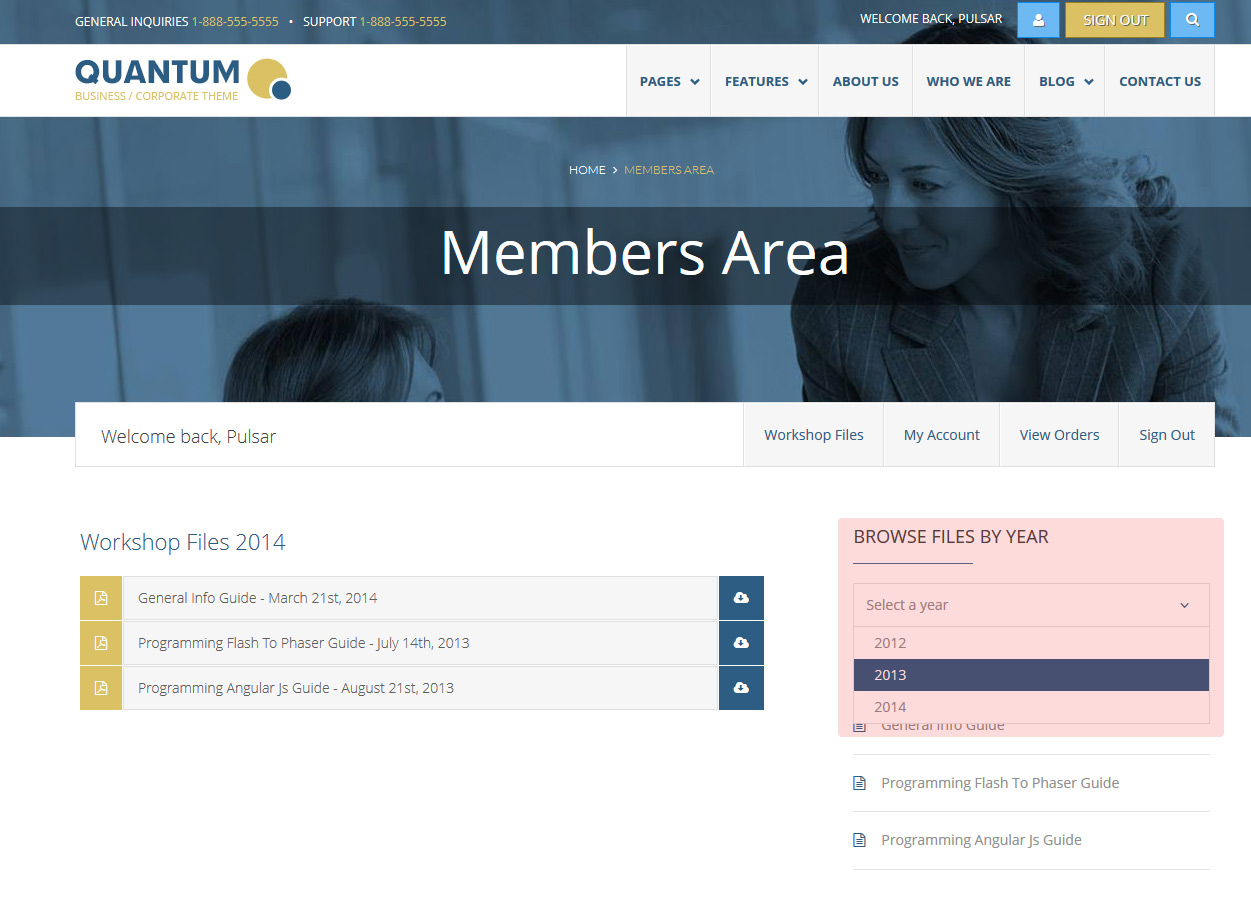 GENERAL INQUIRIES 1-888-555-5555 • SUPPORT 1-888-555-5555
WELCOME BACK, PULSAR
SIGN OUT
QUANTUM
BUSINESS / CORPORATE THEME
PAGES
FEATURES
ABOUT US
WHO WE ARE
BLOG
CONTACT US
HOME > MEMBERS AREA
Members Area
Welcome back, Pulsar
Workshop Files
My Account
View Orders
Sign Out
Workshop Files 2014
General Info Guide - March 21st, 2014
Programming Flash To Phaser Guide - July 14th, 2013
Programming Angular Js Guide - August 21st, 2013
BROWSE FILES BY YEAR
Select a year
2012
2013
2014
General Info Guide
Programming Flash To Phaser Guide
Programming Angular Js Guide